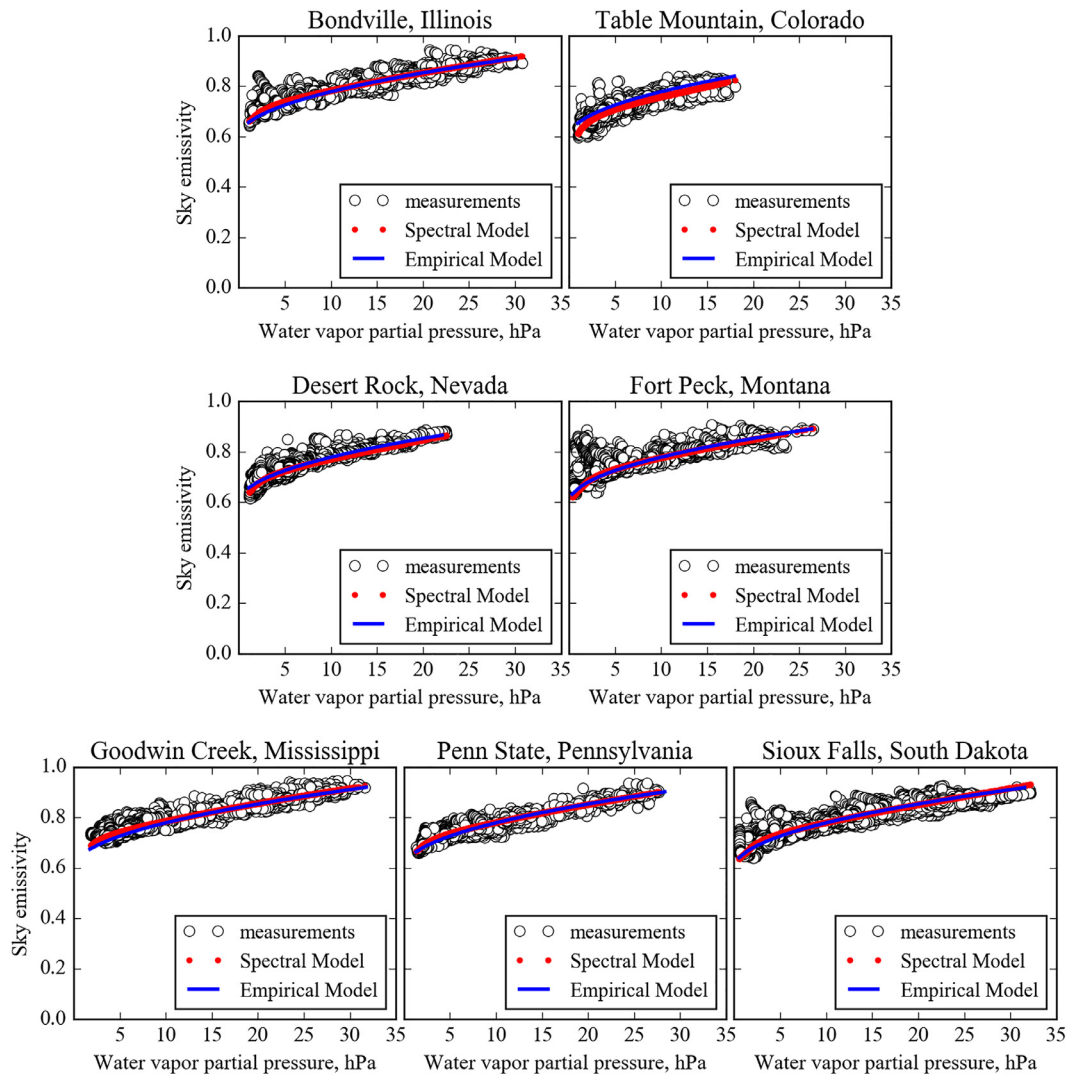 Bondville, Illinois
Table Mountain, Colorado
1.0
0.8
0.6
0.4
0.2
0.0
Sky emissivity
measurements
Spectral Model
Empirical Model
measurements
Spectral Model
Empirical Model
5 10 15 20 25 30 35
5 10 15 20 25 30 35
Water vapor partial pressure, hPa
Water vapor partial pressure, hPa
Desert Rock, Nevada
Fort Peck, Montana
1.0
0.8
0.6
0.4
0.2
0.0
Sky emissivity
measurements
Spectral Model
Empirical Model
measurements
Spectral Model
Empirical Model
5 10 15 20 25 30 35
5 10 15 20 25 30 35
Water vapor partial pressure, hPa
Water vapor partial pressure, hPa
Goodwin Creek, Mississippi
Penn State, Pennsylvania
Sioux Falls, South Dakota
1.0
0.8
0.6
0.4
0.2
0.0
Sky emissivity
measurements
Spectral Model
Empirical Model
measurements
Spectral Model
Empirical Model
measurements
Spectral Model
Empirical Model
5 10 15 20 25 30 35
5 10 15 20 25 30 35
5 10 15 20 25 30 35
Water vapor partial pressure, hPa
Water vapor partial pressure, hPa
Water vapor partial pressure, hPa